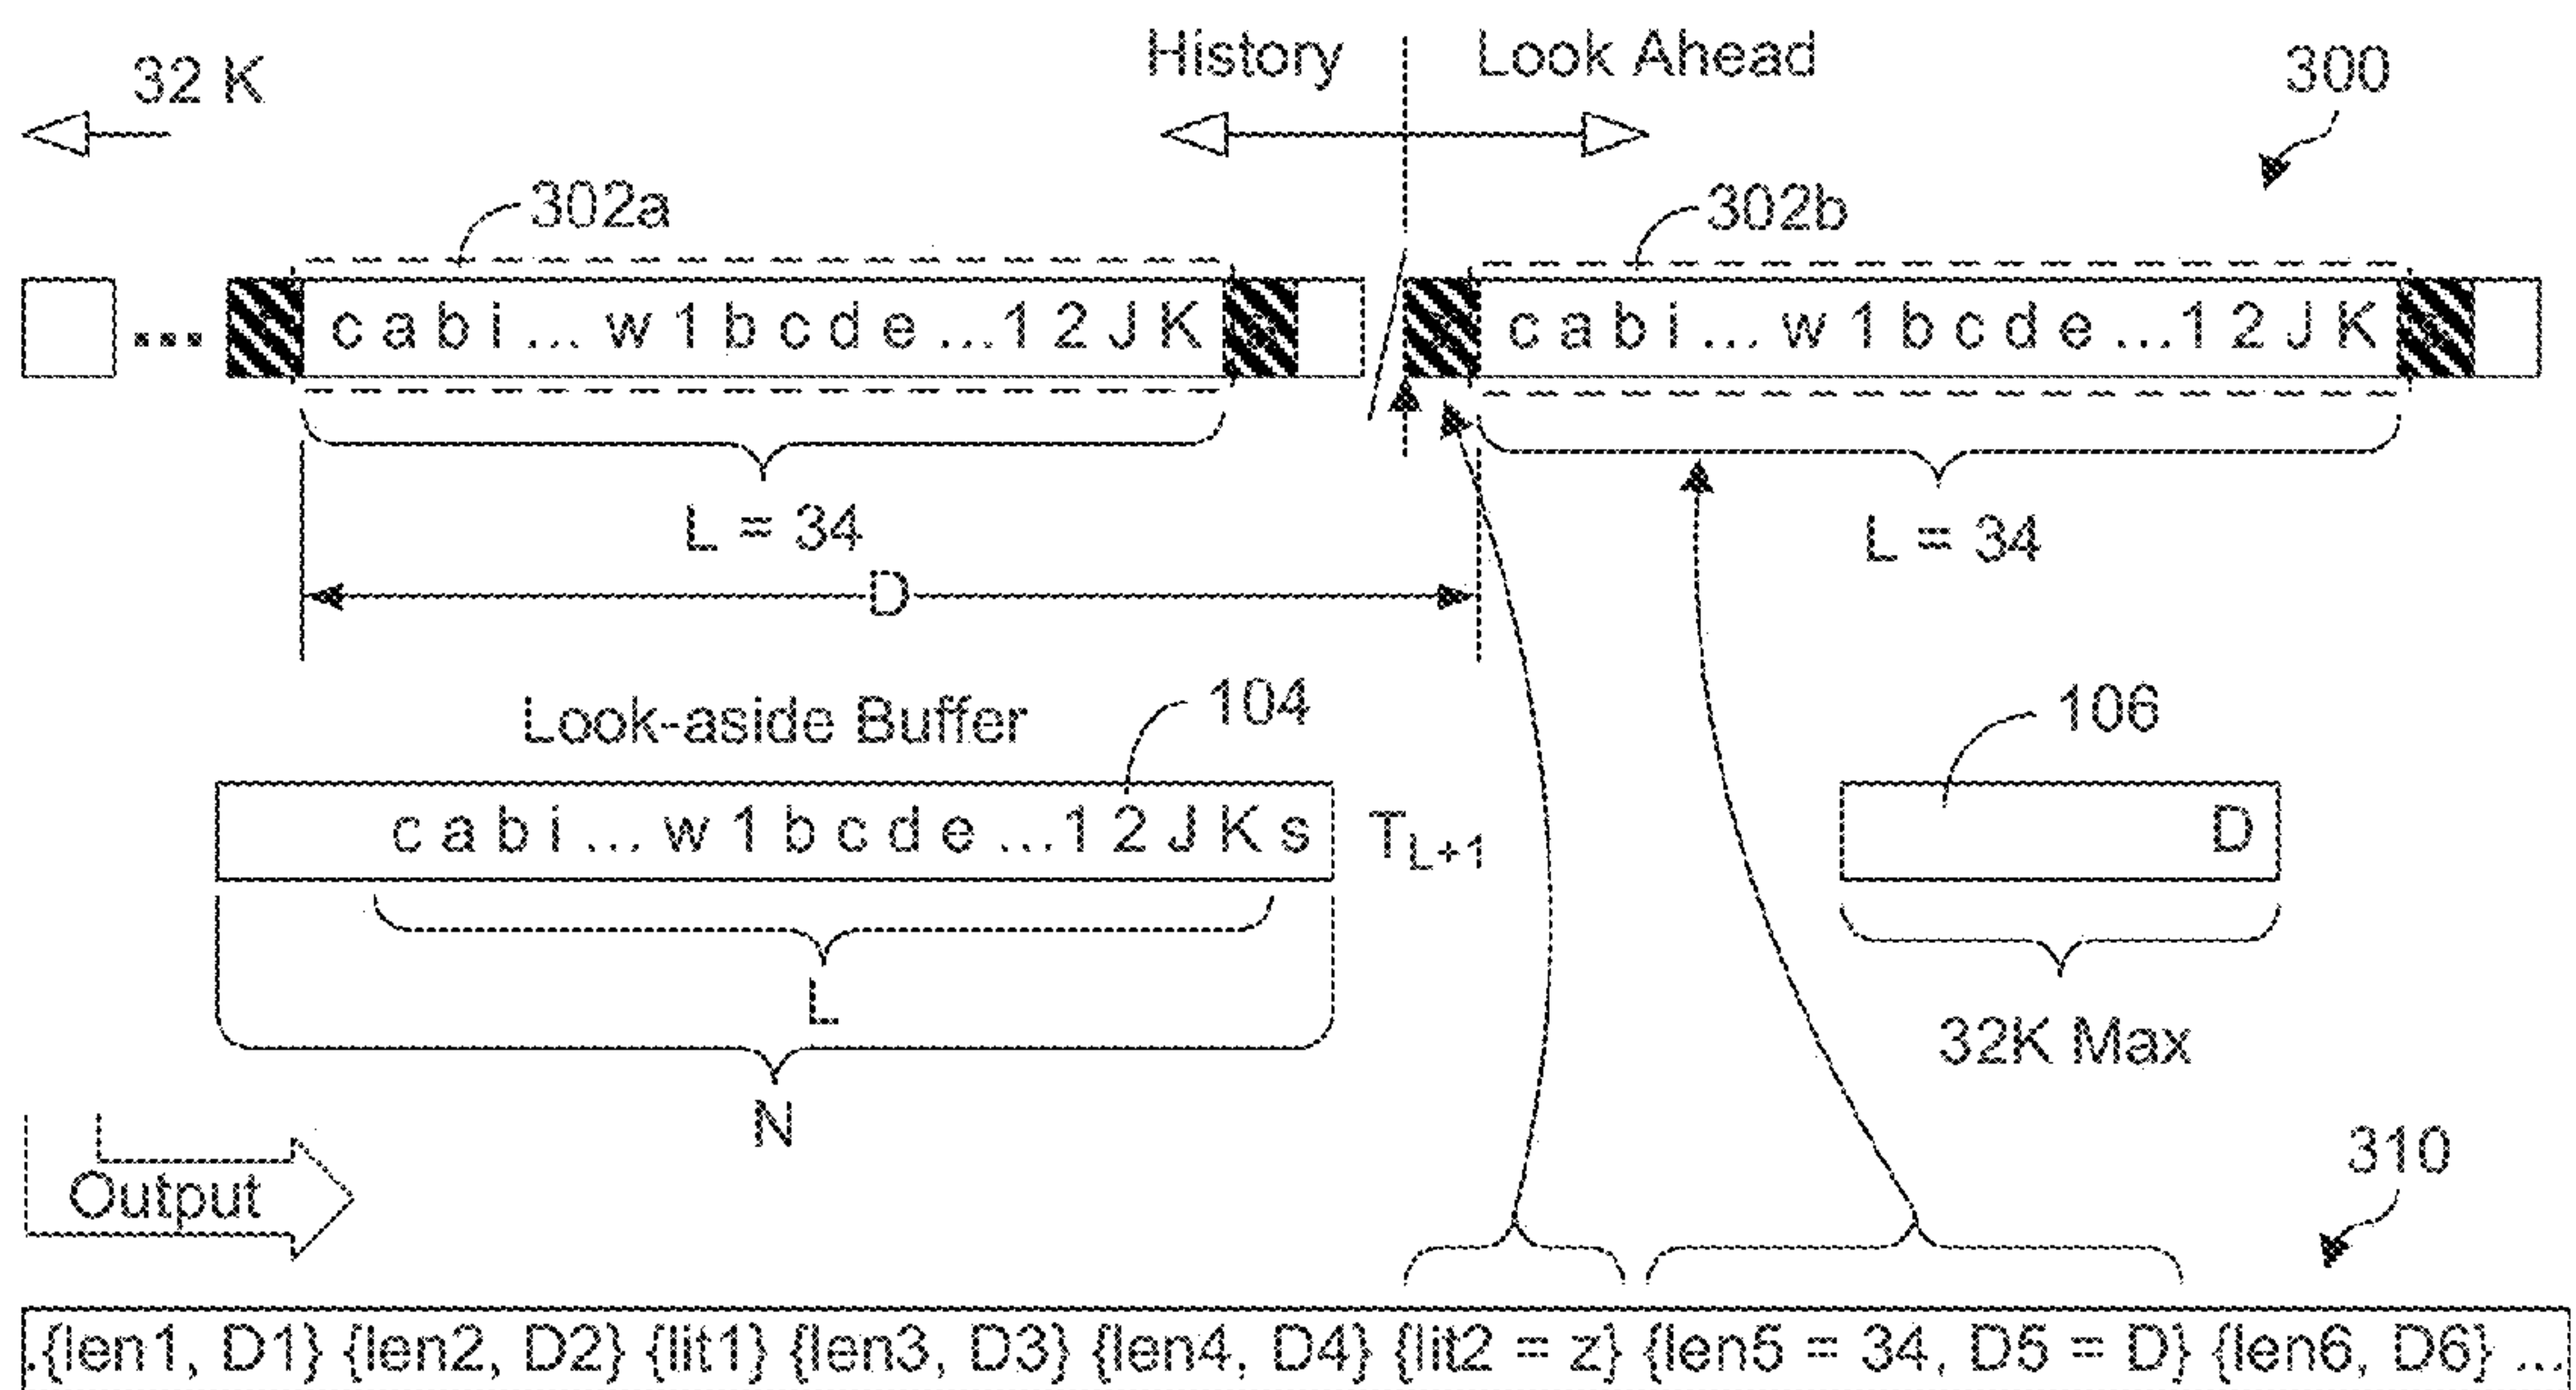 History Look Ahead
32 K 300
302a 302b
... c a b i ... w 1 b c d e ... 1 2 J K c a b i ... w 1 b c d e ... 1 2 J K
L = 34 L = 34
D
Look-aside Buffer 104 106
c a b i ... w 1 b c d e ... 1 2 J K s T_{L+1} D
L
32K Max
N
Output 310
.{len1, D1} {len2, D2} {lit1} {len3, D3} {len4, D4} {lit2 = z} {len5 = 34, D5 = D} {len6, D6} ...